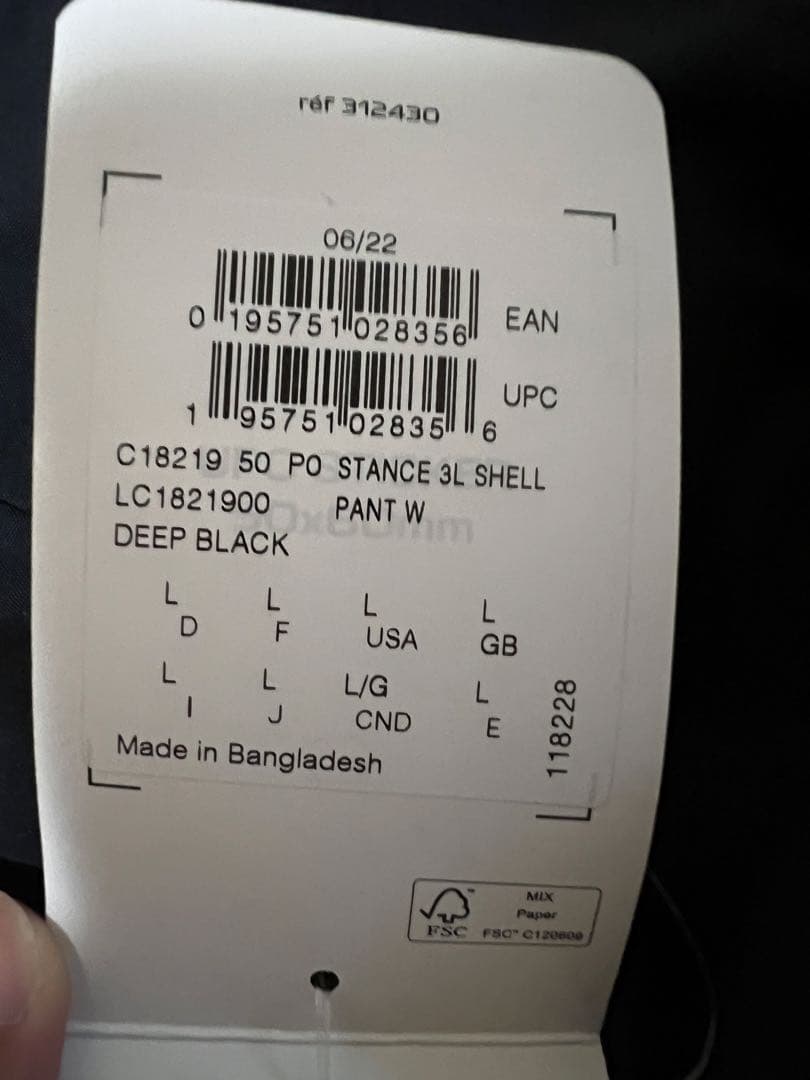 réf 312430
06/22
0 195751 028356 EAN
1 95751 02835 6 UPC
C18219 50 PO STANCE 3L SHELL
LC1821900 PANT W
DEEP BLACK
L L L L
D F USA GB
L L L/G L
I J CND E
118228
Made in Bangladesh
MIX
Paper
FSC FSC™ C120609